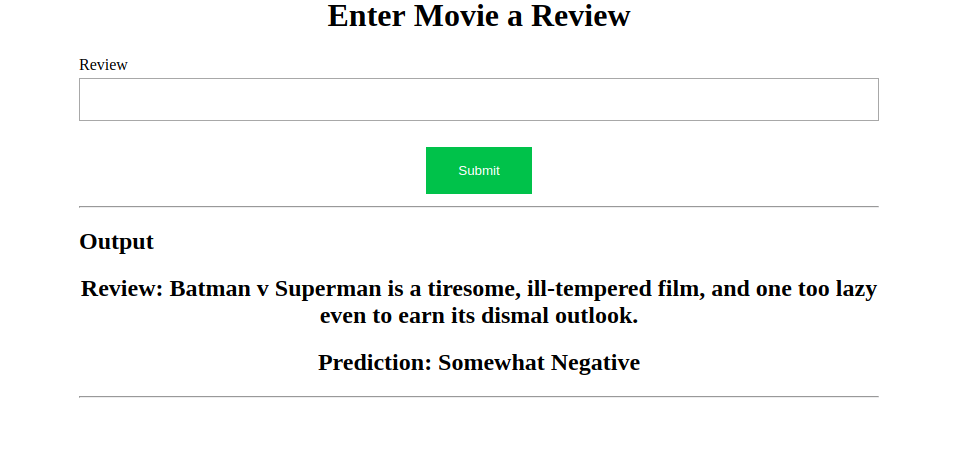 Enter Movie a Review
Review
Submit
Output
Review: Batman v Superman is a tiresome, ill-tempered film, and one too lazy
even to earn its dismal outlook.
Prediction: Somewhat Negative